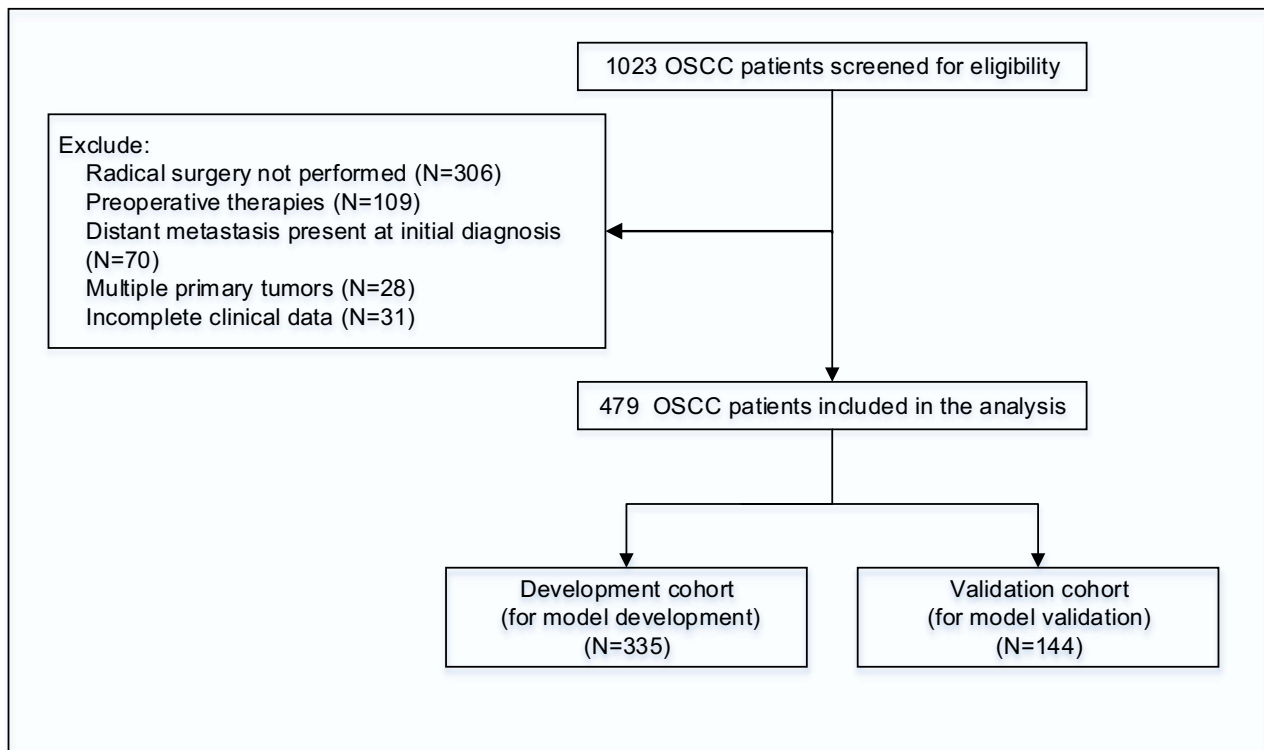 1023 OSCC patients screened for eligibility
Exclude:
Radical surgery not performed (N=306)
Preoperative therapies (N=109)
Distant metastasis present at initial diagnosis
(N=70)
Multiple primary tumors (N=28)
Incomplete clinical data (N=31)
479 OSCC patients included in the analysis
Development cohort
(for model development)
(N=335)
Validation cohort
(for model validation)
(N=144)